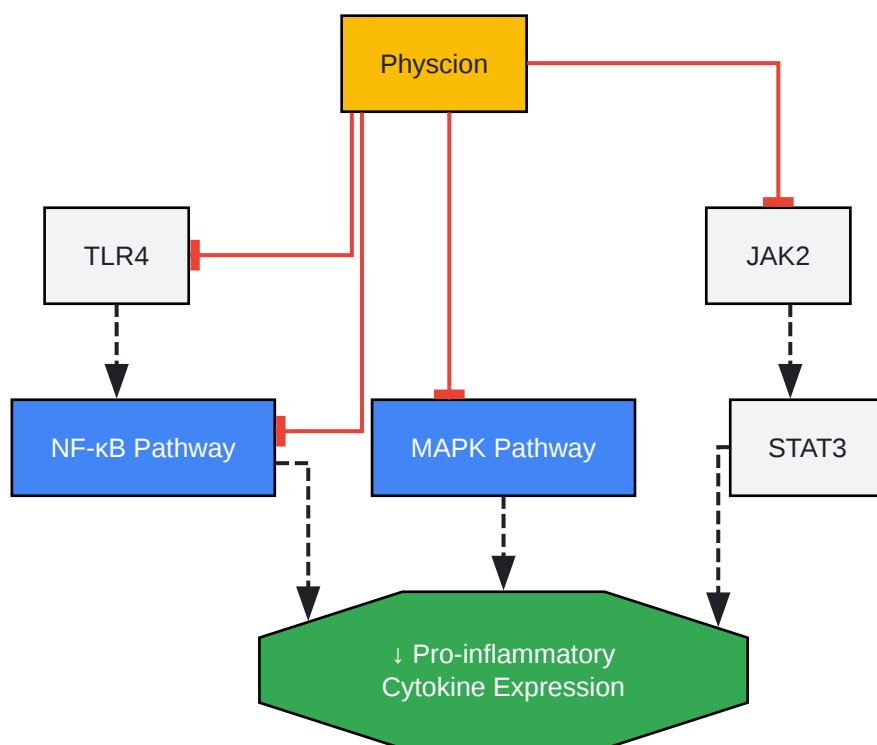 Physcion
TLR4
JAK2
NF-κB Pathway
MAPK Pathway
STAT3
↓ Pro-inflammatory
Cytokine Expression